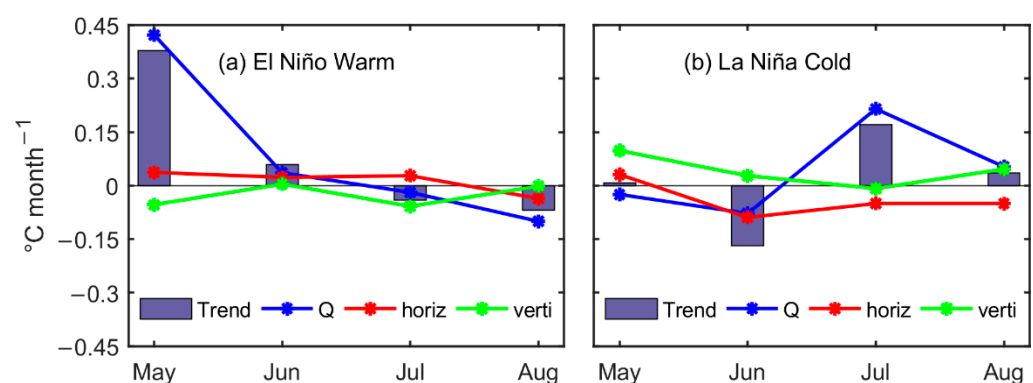 0.45
0.3
0.15
0
−0.15
−0.3
−0.45
°C month⁻¹
(a) El Niño Warm
Trend Q horiz verti
May Jun Jul Aug
(b) La Niña Cold
Trend Q horiz verti
May Jun Jul Aug